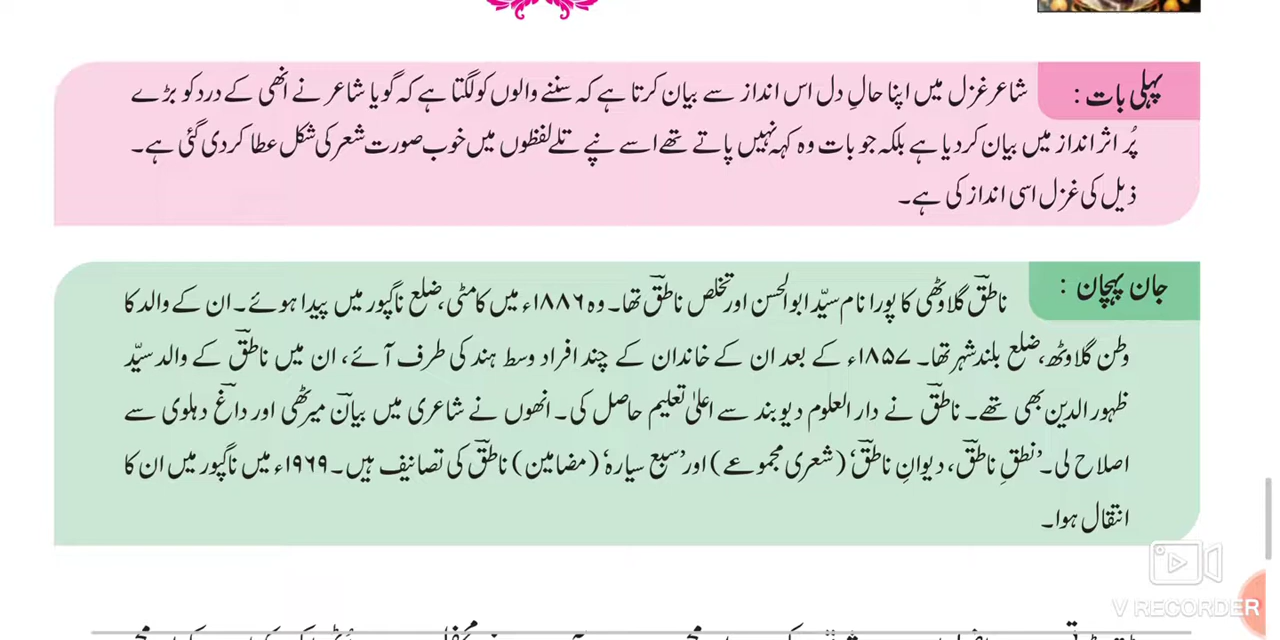 پہلی بات : شاعر غزل میں اپنا حالِ دل اس انداز سے بیان کرتا ہے کہ سننے والوں کو لگتا ہے کہ گویا شاعر نے انھی کے درد کو بڑے
پُر اثر انداز میں بیان کر دیا ہے بلکہ جو بات وہ کہہ نہیں پاتے تھے اسے نپے تلے لفظوں میں خوب صورت شعر کی شکل عطا کر دی گئی ہے۔
ذیل کی غزل اسی انداز کی ہے۔
جان پہچان : ناطقؔ گلاوٹھی کا پورا نام سیّد ابوالحسن اور تخلص ناطقؔ تھا۔ وہ ۱۸۸۶ء میں کامٹی، ضلع ناگپور میں پیدا ہوئے۔ ان کے والد کا
وطن گلاوٹھ، ضلع بلند شہر تھا۔ ۱۸۵۷ء کے بعد ان کے خاندان کے چند افراد وسط ہند کی طرف آئے، ان میں ناطقؔ کے والد سیّد
ظہور الدین بھی تھے۔ ناطقؔ نے دار العلوم دیوبند سے اعلیٰ تعلیم حاصل کی۔ انھوں نے شاعری میں بیانؔ میرٹھی اور داغؔ دہلوی سے
اصلاح لی۔ 'نطقِ ناطقؔ، دیوانِ ناطقؔ' (شعری مجموعے) اور 'سبع سیارہ' (مضامین) ناطقؔ کی تصانیف ہیں۔ ۱۹۶۹ء میں ناگپور میں ان کا
انتقال ہوا۔
V RECORDER